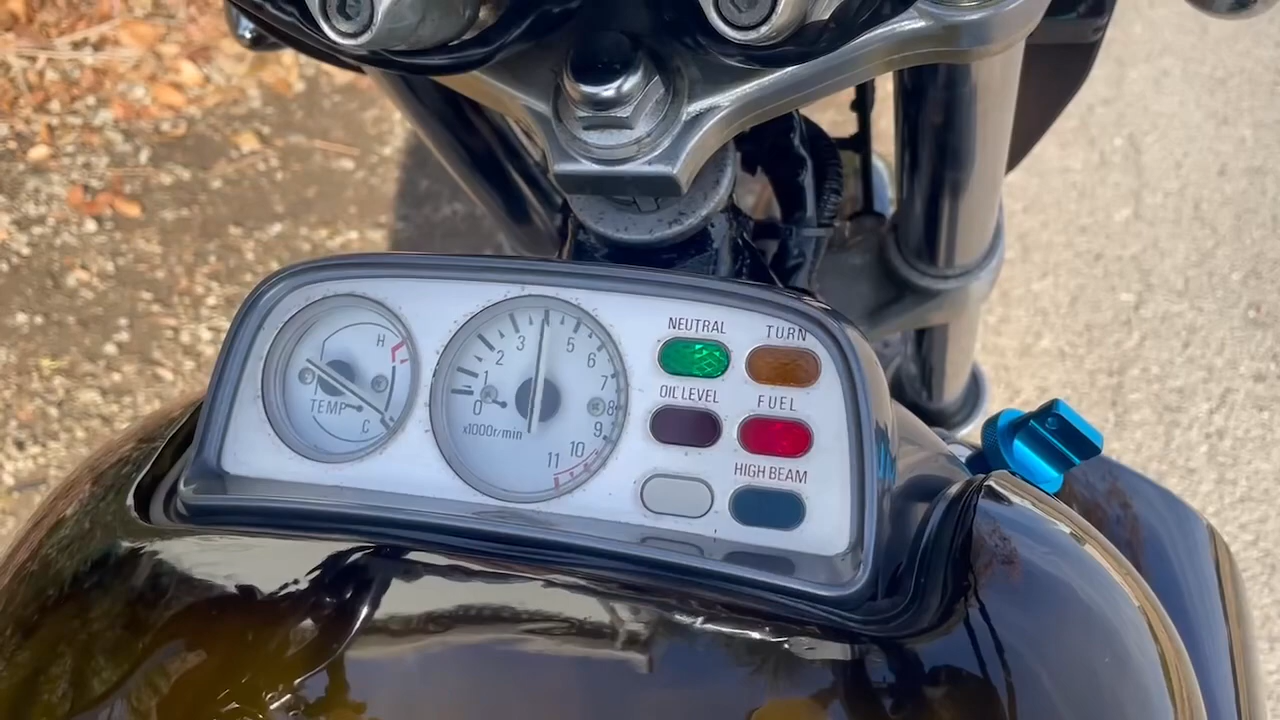 H
TEMP
C
0
1
2
3
5
6
7
8
9
10
11
x1000r/min
NEUTRAL
TURN
OIL LEVEL
FUEL
HIGH BEAM